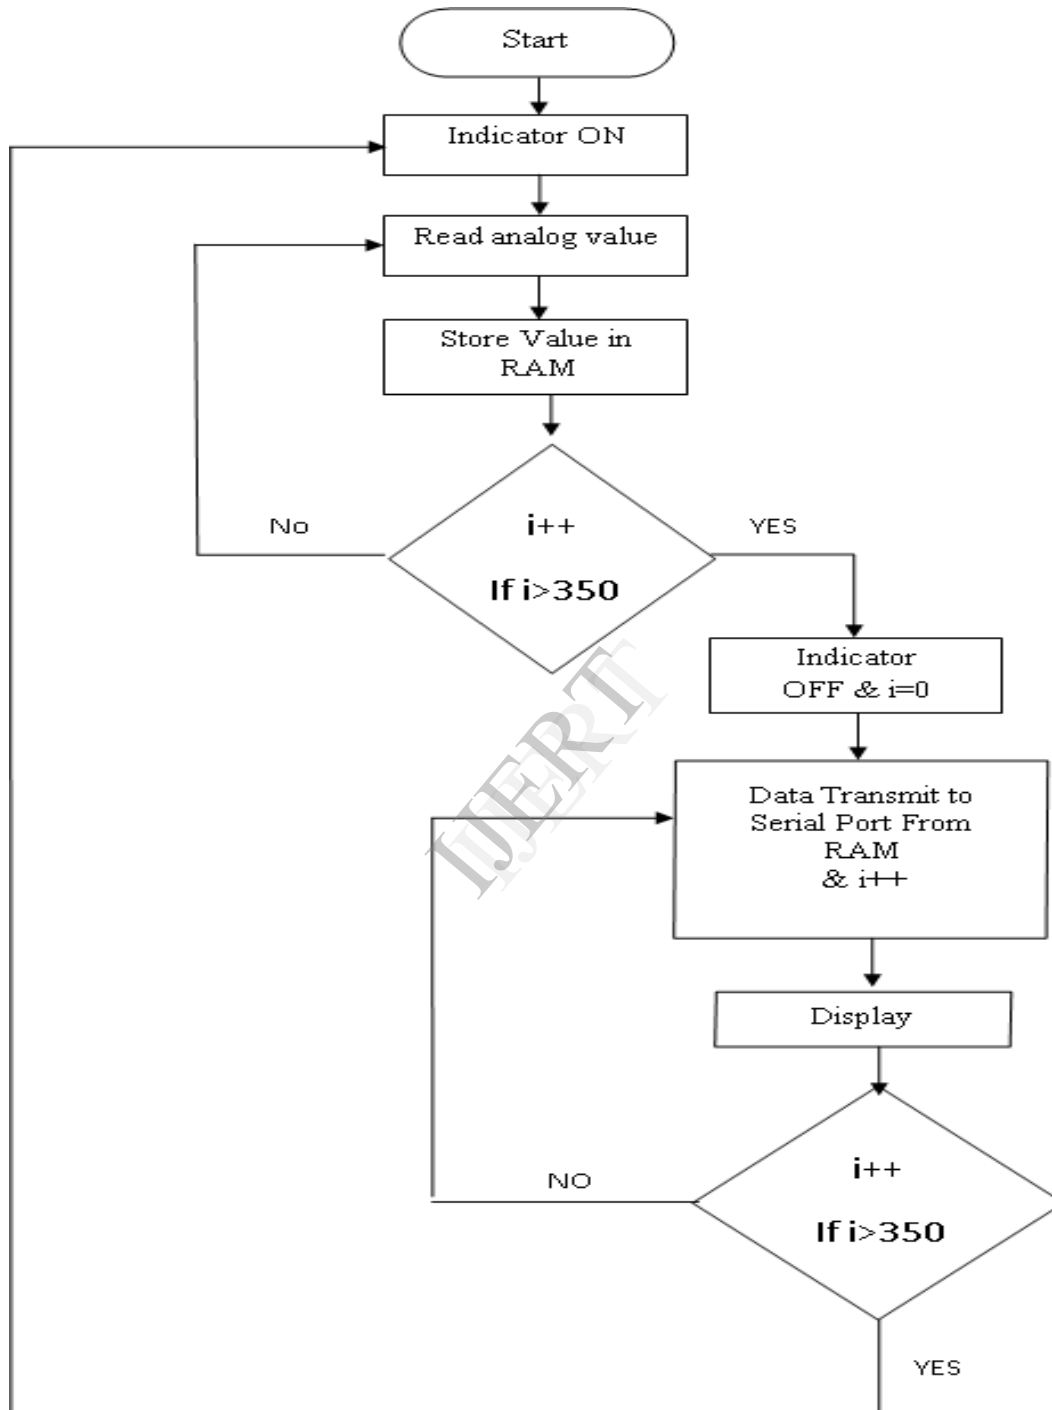 Start
Indicator ON
Read analog value
Store Value in
RAM
No
i++
If i>350
YES
Indicator
OFF & i=0
IJERT
Data Transmit to
Serial Port From
RAM
& i++
Display
NO
i++
If i>350
YES